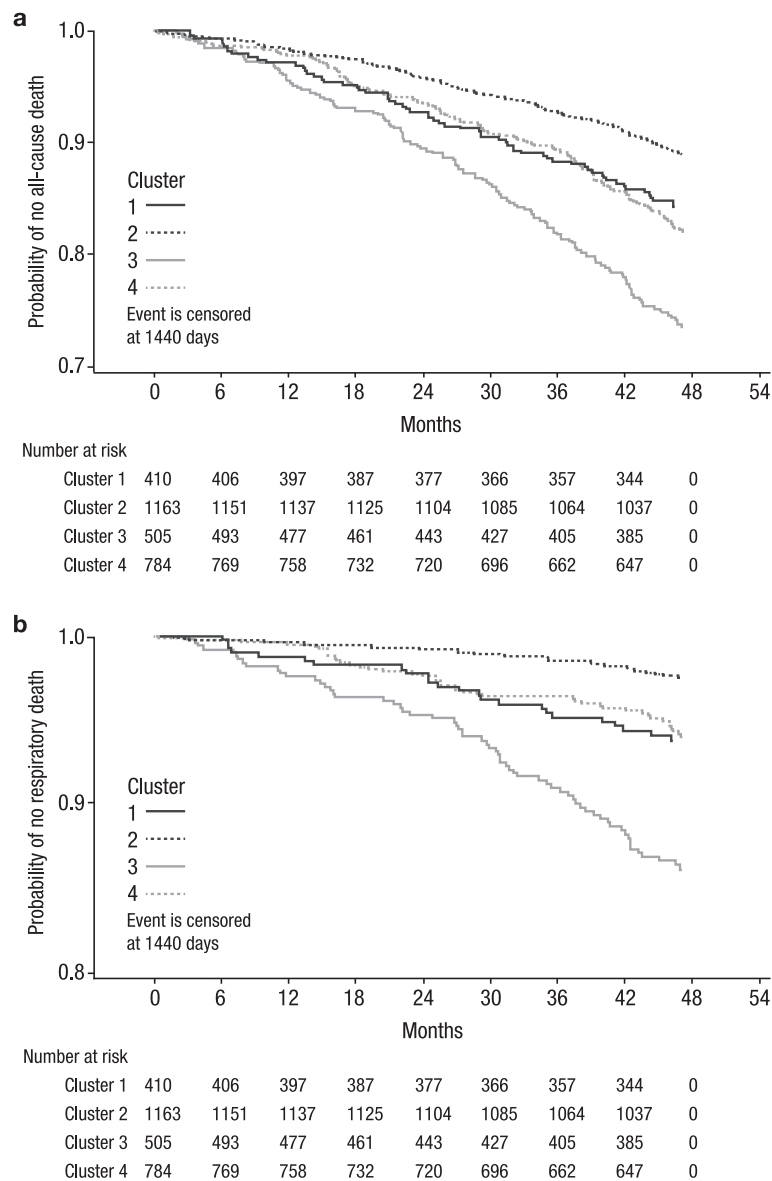 a
1.0
0.9
0.8
0.7
Probability of no all-cause death
Cluster
1
2
3
4
Event is censored
at 1440 days
0 6 12 18 24 30 36 42 48 54
Months
Number at risk
Cluster 1 410 406 397 387 377 366 357 344 0
Cluster 2 1163 1151 1137 1125 1104 1085 1064 1037 0
Cluster 3 505 493 477 461 443 427 405 385 0
Cluster 4 784 769 758 732 720 696 662 647 0
b
1.0
0.9
0.8
Probability of no respiratory death
Cluster
1
2
3
4
Event is censored
at 1440 days
0 6 12 18 24 30 36 42 48 54
Months
Number at risk
Cluster 1 410 406 397 387 377 366 357 344 0
Cluster 2 1163 1151 1137 1125 1104 1085 1064 1037 0
Cluster 3 505 493 477 461 443 427 405 385 0
Cluster 4 784 769 758 732 720 696 662 647 0